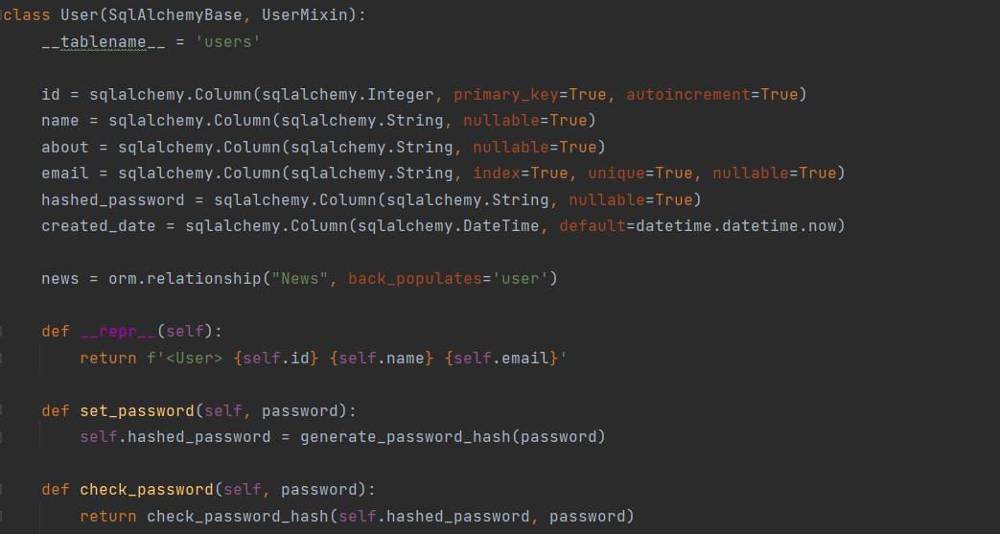 class User(SqlAlchemyBase, UserMixin):
    __tablename__ = 'users'

    id = sqlalchemy.Column(sqlalchemy.Integer, primary_key=True, autoincrement=True)
    name = sqlalchemy.Column(sqlalchemy.String, nullable=True)
    about = sqlalchemy.Column(sqlalchemy.String, nullable=True)
    email = sqlalchemy.Column(sqlalchemy.String, index=True, unique=True, nullable=True)
    hashed_password = sqlalchemy.Column(sqlalchemy.String, nullable=True)
    created_date = sqlalchemy.Column(sqlalchemy.DateTime, default=datetime.datetime.now)

    news = orm.relationship("News", back_populates='user')

    def __repr__(self):
        return f'<User> {self.id} {self.name} {self.email}'

    def set_password(self, password):
        self.hashed_password = generate_password_hash(password)

    def check_password(self, password):
        return check_password_hash(self.hashed_password, password)